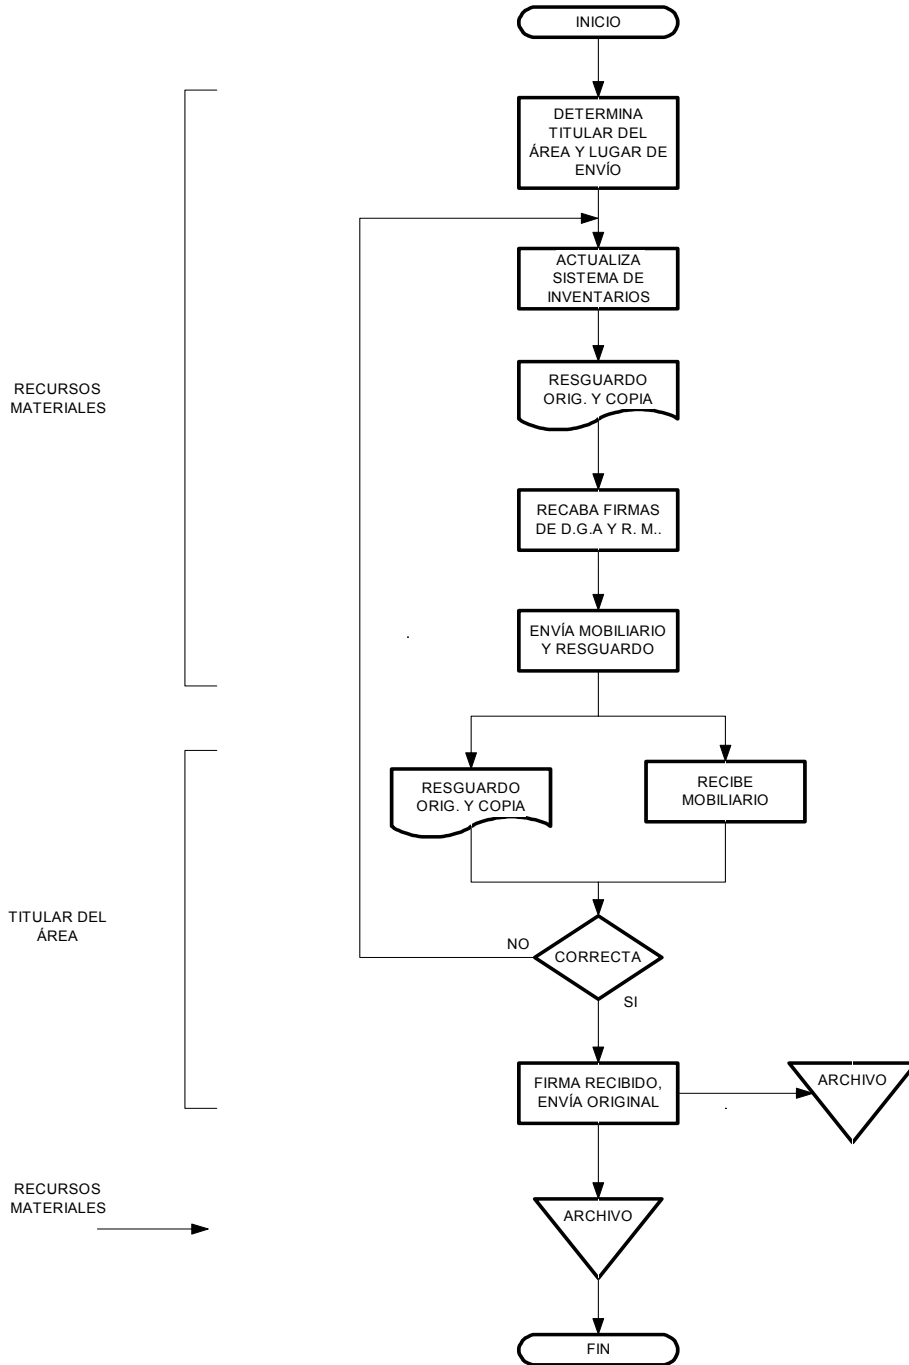 INICIO
DETERMINA
TITULAR DEL
ÁREA Y LUGAR DE
ENVÍO
ACTUALIZA
SISTEMA DE
INVENTARIOS
RESGUARDO
ORIG. Y COPIA
RECURSOS
MATERIALES
RECABA FIRMAS
DE D.G.A Y R. M..
ENVÍA MOBILIARIO
Y RESGUARDO
RESGUARDO
ORIG. Y COPIA
RECIBE
MOBILIARIO
TITULAR DEL
ÁREA
NO
CORRECTA
SI
FIRMA RECIBIDO,
ENVÍA ORIGINAL
ARCHIVO
RECURSOS
MATERIALES
ARCHIVO
FIN